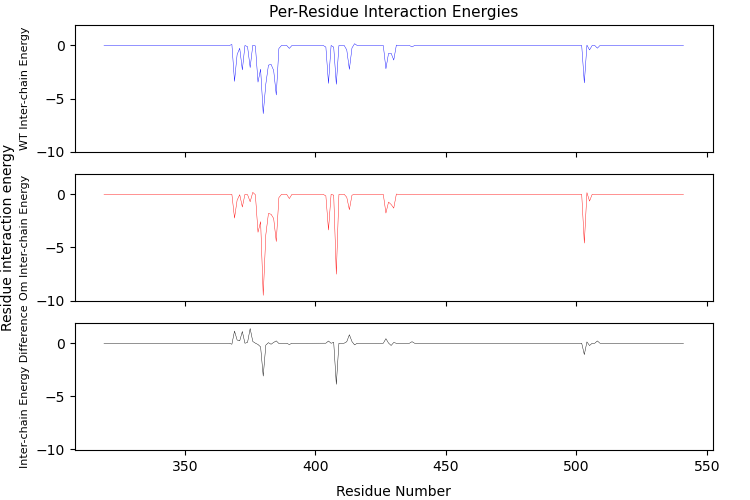 Per-Residue Interaction Energies
Residue interaction energy
WT Inter-chain Energy
0
−5
−10
Om Inter-chain Energy
0
−5
−10
Inter-chain Energy Difference
0
−5
−10
350 400 450 500 550
Residue Number